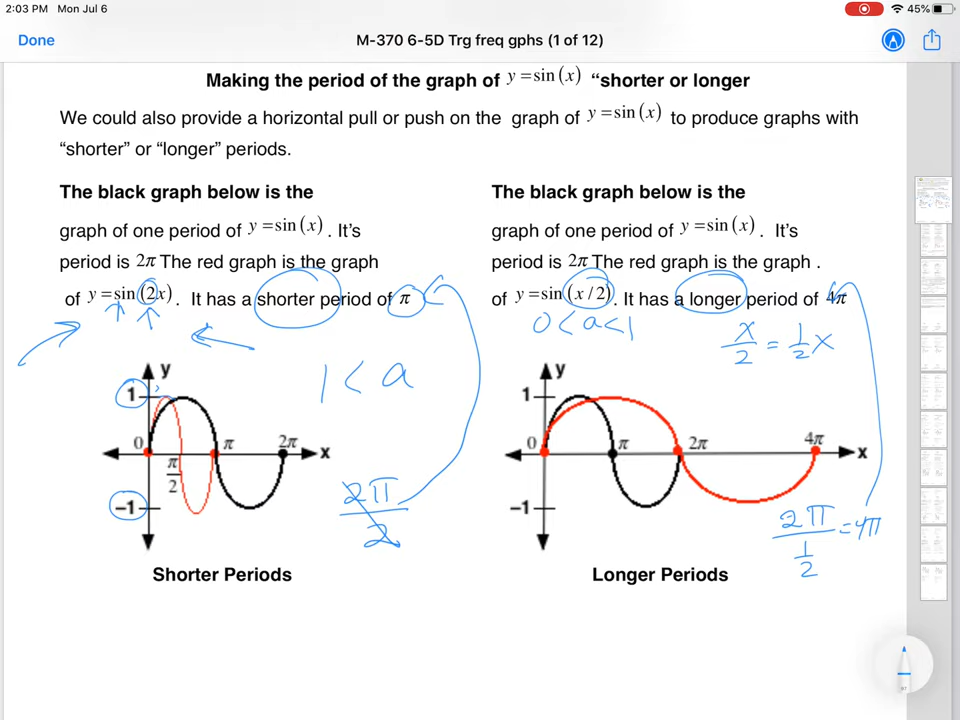 2:03 PM Mon Jul 6
45%
Done
M-370 6-5D Trg freq gphs (1 of 12)
Making the period of the graph of y = sin(x) “shorter or longer
We could also provide a horizontal pull or push on the graph of y = sin(x) to produce graphs with
“shorter” or “longer” periods.
The black graph below is the
graph of one period of y = sin(x). It’s
period is 2π The red graph is the graph
of y = sin(2x). It has a shorter period of π
1 < a
y
1
0
π/2
π
2π
x
−1
2π/2
Shorter Periods
The black graph below is the
graph of one period of y = sin(x). It’s
period is 2π The red graph is the graph .
of y = sin(x/2). It has a longer period of 4π
0 < a < 1
x/2 = 1/2 x
y
1
0
π
2π
4π
x
−1
2π/(1/2) = 4π
Longer Periods